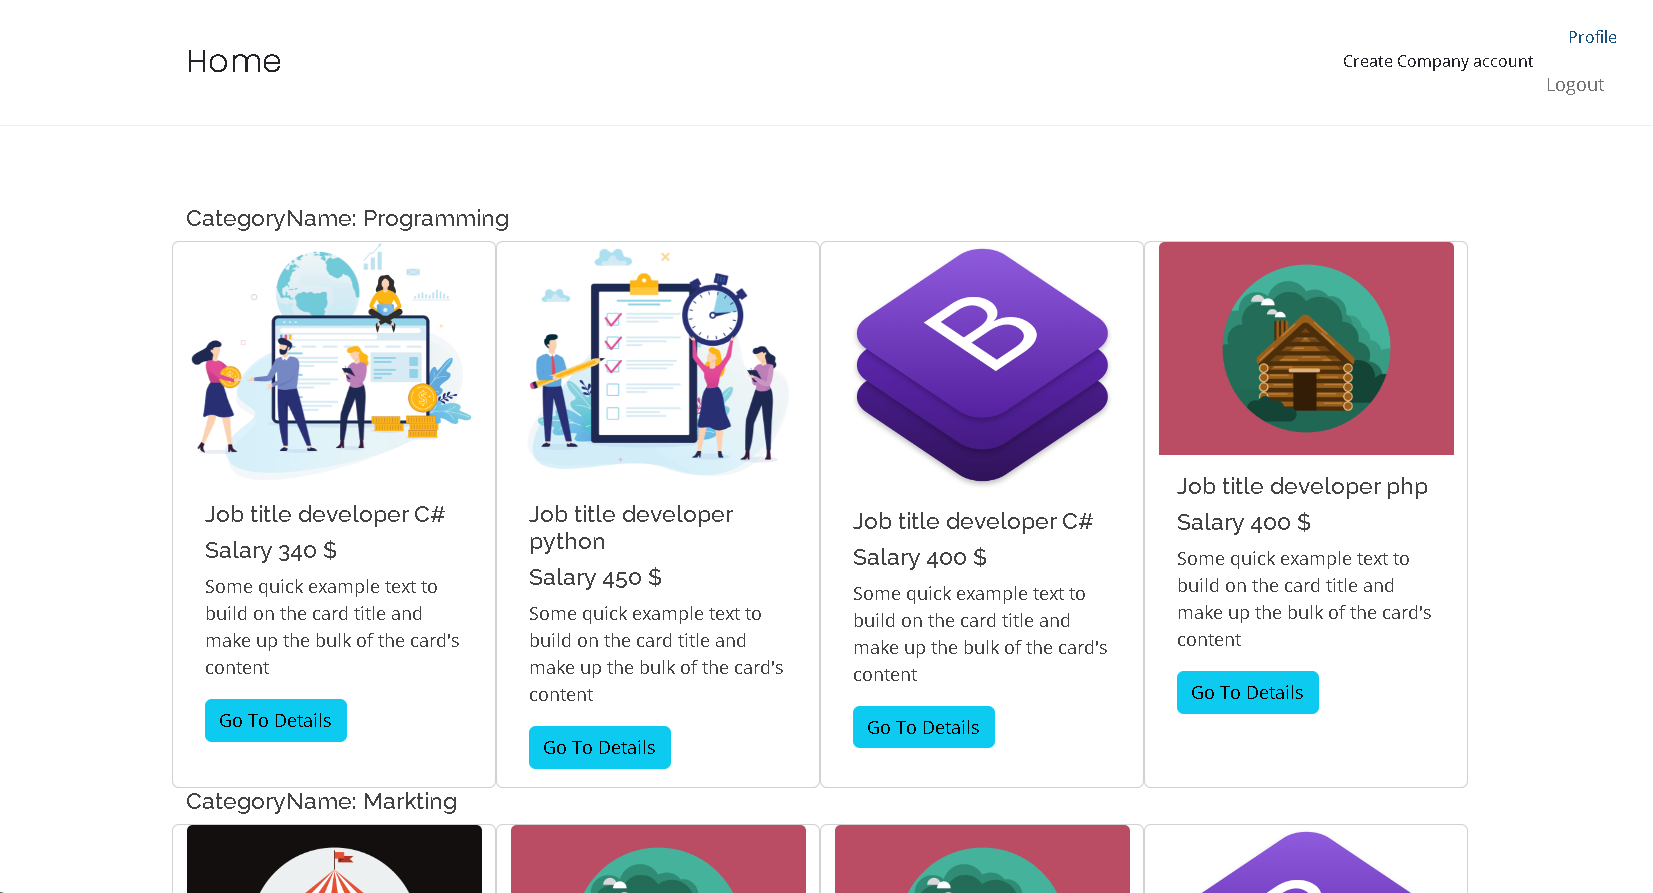 Home
Profile
Create Company account
Logout
CategoryName: Programming
B
Job title developer C#
Salary 340 $
Some quick example text to
build on the card title and
make up the bulk of the card's
content
Go To Details
Job title developer
python
Salary 450 $
Some quick example text to
build on the card title and
make up the bulk of the card's
content
Go To Details
Job title developer C#
Salary 400 $
Some quick example text to
build on the card title and
make up the bulk of the card's
content
Go To Details
Job title developer php
Salary 400 $
Some quick example text to
build on the card title and
make up the bulk of the card's
content
Go To Details
CategoryName: Markting